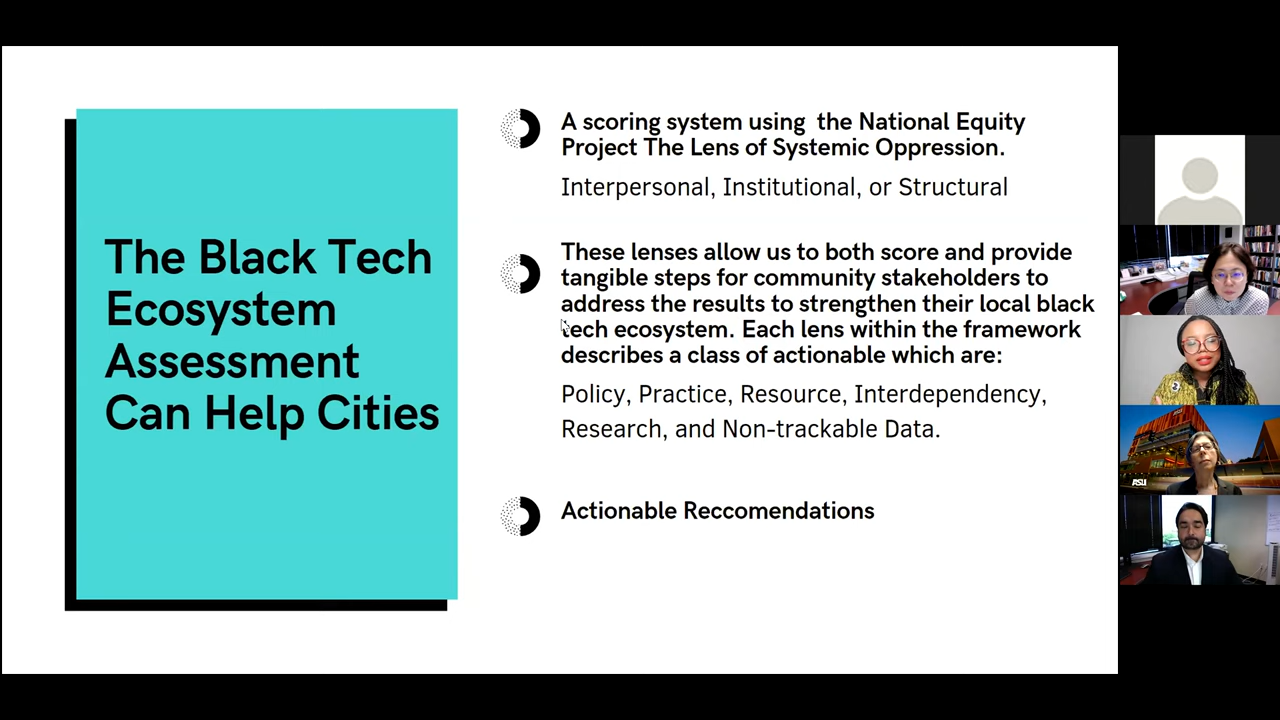 The Black Tech
Ecosystem
Assessment
Can Help Cities
A scoring system using the National Equity
Project The Lens of Systemic Oppression.
Interpersonal, Institutional, or Structural
These lenses allow us to both score and provide
tangible steps for community stakeholders to
address the results to strengthen their local black
tech ecosystem. Each lens within the framework
describes a class of actionable which are:
Policy, Practice, Resource, Interdependency,
Research, and Non-trackable Data.
Actionable Reccomendations
ASU